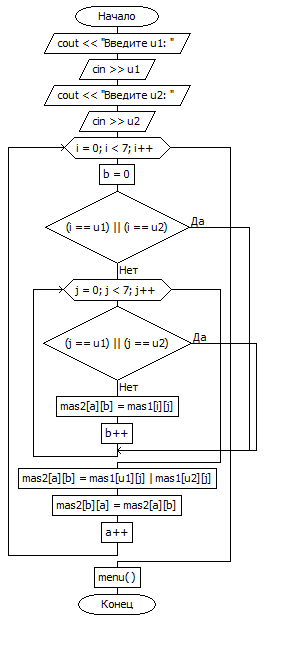 Начало
cout << "Введите u1: "
cin >> u1
cout << "Введите u2: "
cin >> u2
i = 0; i < 7; i++
b = 0
(i == u1) || (i == u2)
Да
Нет
j = 0; j < 7; j++
(j == u1) || (j == u2)
Да
Нет
mas2[a][b] = mas1[i][j]
b++
mas2[a][b] = mas1[u1][j] | mas1[u2][j]
mas2[b][a] = mas2[a][b]
a++
menu( )
Конец